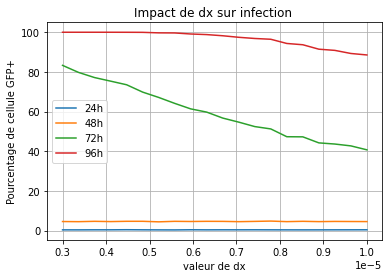 Impact de dx sur infection
Pourcentage de cellule GFP+
100
80
60
40
20
0
24h
48h
72h
96h
0.3 0.4 0.5 0.6 0.7 0.8 0.9 1.0
1e−5
valeur de dx